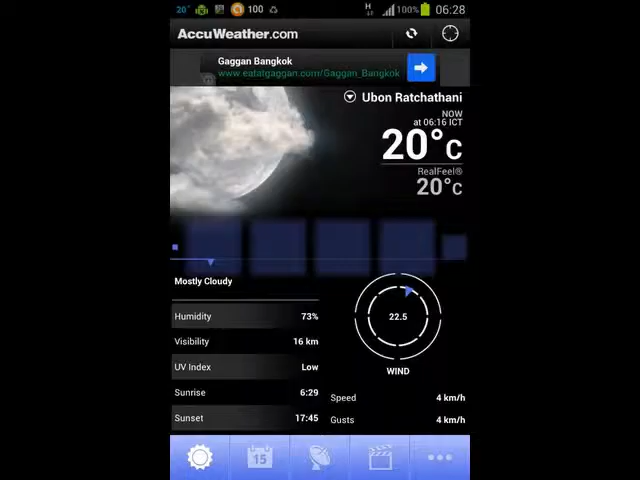 20° 100 H 100% 06:28
AccuWeather.com
Gaggan Bangkok
www.eatatgaggan.com/Gaggan_Bangkok
Ubon Ratchathani
NOW
at 06:16 ICT
20°C
RealFeel®
20°C
Mostly Cloudy
Humidity 73%
Visibility 16 km
UV Index Low
Sunrise 6:29
Sunset 17:45
22.5
WIND
Speed 4 km/h
Gusts 4 km/h
15